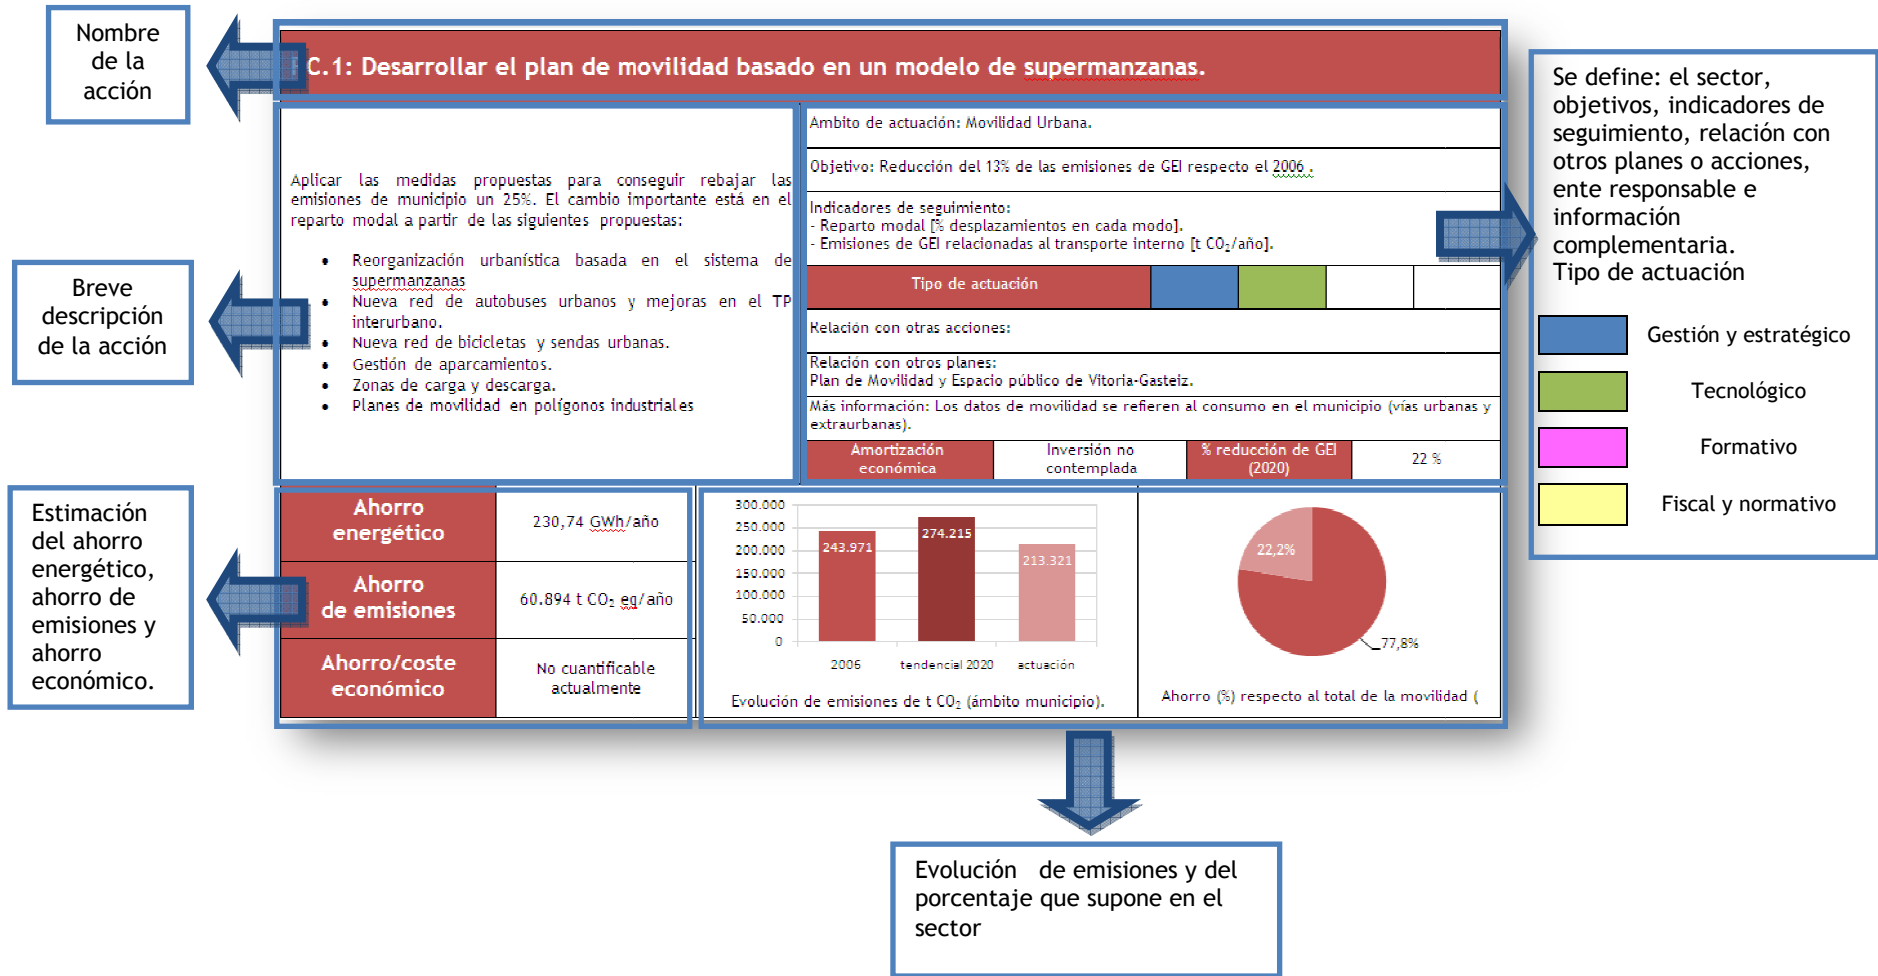 Nombre
de la
acción
C.1: Desarrollar el plan de movilidad basado en un modelo de supermanzanas.
Breve
descripción
de la acción
Aplicar las medidas propuestas para conseguir rebajar las
emisiones de municipio un 25%. El cambio importante está en el
reparto modal a partir de las siguientes propuestas:
• Reorganización urbanística basada en el sistema de
supermanzanas
• Nueva red de autobuses urbanos y mejoras en el TP
interurbano.
• Nueva red de bicicletas y sendas urbanas.
• Gestión de aparcamientos.
• Zonas de carga y descarga.
• Planes de movilidad en polígonos industriales
Ambito de actuación: Movilidad Urbana.
Objetivo: Reducción del 13% de las emisiones de GEI respecto el 2006 .
Indicadores de seguimiento:
- Reparto modal [% desplazamientos en cada modo].
- Emisiones de GEI relacionadas al transporte interno [t CO₂/año].
Tipo de actuación
Relación con otras acciones:
Relación con otros planes:
Plan de Movilidad y Espacio público de Vitoria-Gasteiz.
Más información: Los datos de movilidad se refieren al consumo en el municipio (vías urbanas y
extraurbanas).
Amortización
económica
Inversión no
contemplada
% reducción de GEI
(2020)
22 %
Se define: el sector,
objetivos, indicadores de
seguimiento, relación con
otros planes o acciones,
ente responsable e
información
complementaria.
Tipo de actuación
Gestión y estratégico
Tecnológico
Formativo
Fiscal y normativo
Estimación
del ahorro
energético,
ahorro de
emisiones y
ahorro
económico.
Ahorro
energético
230,74 GWh/año
Ahorro
de emisiones
60.894 t CO₂ eq/año
Ahorro/coste
económico
No cuantificable
actualmente
300.000
250.000
200.000
150.000
100.000
50.000
0
243.971
274.215
213.321
2006
tendencial 2020
actuación
Evolución de emisiones de t CO₂ (ámbito municipio).
22,2%
77,8%
Ahorro (%) respecto al total de la movilidad (
Evolución de emisiones y del
porcentaje que supone en el
sector